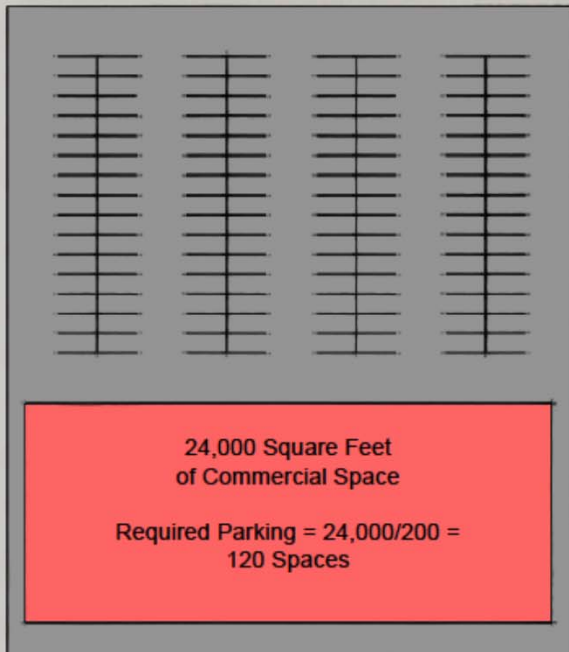 24,000 Square Feet
of Commercial Space
Required Parking = 24,000/200 =
120 Spaces